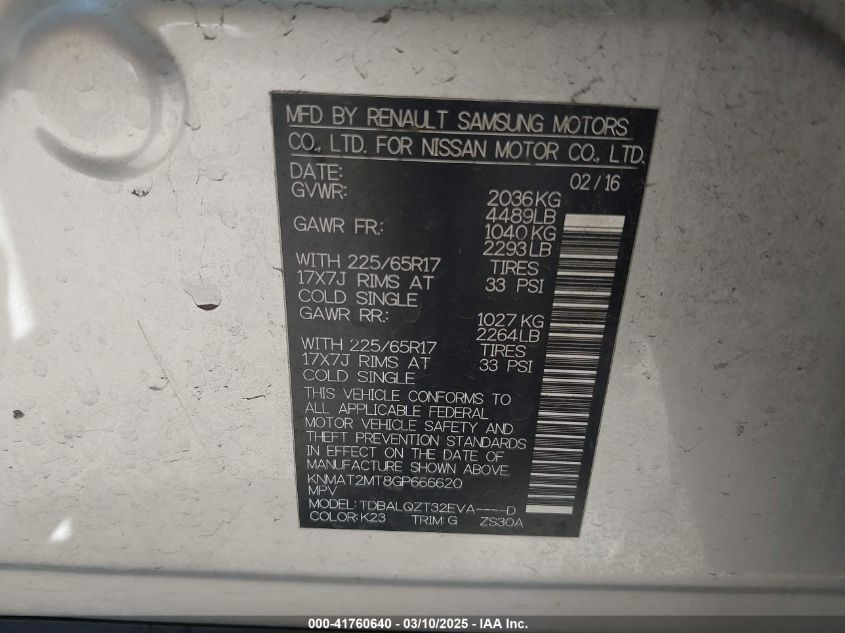 MFD BY RENAULT SAMSUNG MOTORS
CO., LTD. FOR NISSAN MOTOR CO., LTD.
DATE: 02/16
GVWR: 2036KG
4489LB
GAWR FR: 1040 KG
2293LB
WITH 225/65R17 TIRES
17X7J RIMS AT 33 PSI
COLD SINGLE
GAWR RR: 1027 KG
2264LB
WITH 225/65R17 TIRES
17X7J RIMS AT 33 PSI
COLD SINGLE
THIS VEHICLE CONFORMS TO
ALL APPLICABLE FEDERAL
MOTOR VEHICLE SAFETY AND
THEFT PREVENTION STANDARDS
IN EFFECT ON THE DATE OF
MANUFACTURE SHOWN ABOVE.
KNMAT2MT8GP666620
MPV
MODEL: TDBALQZT32EVA----D
COLOR: K23 TRIM: G ZS30A
000-41760640 — 03/10/2025 — IAA Inc.